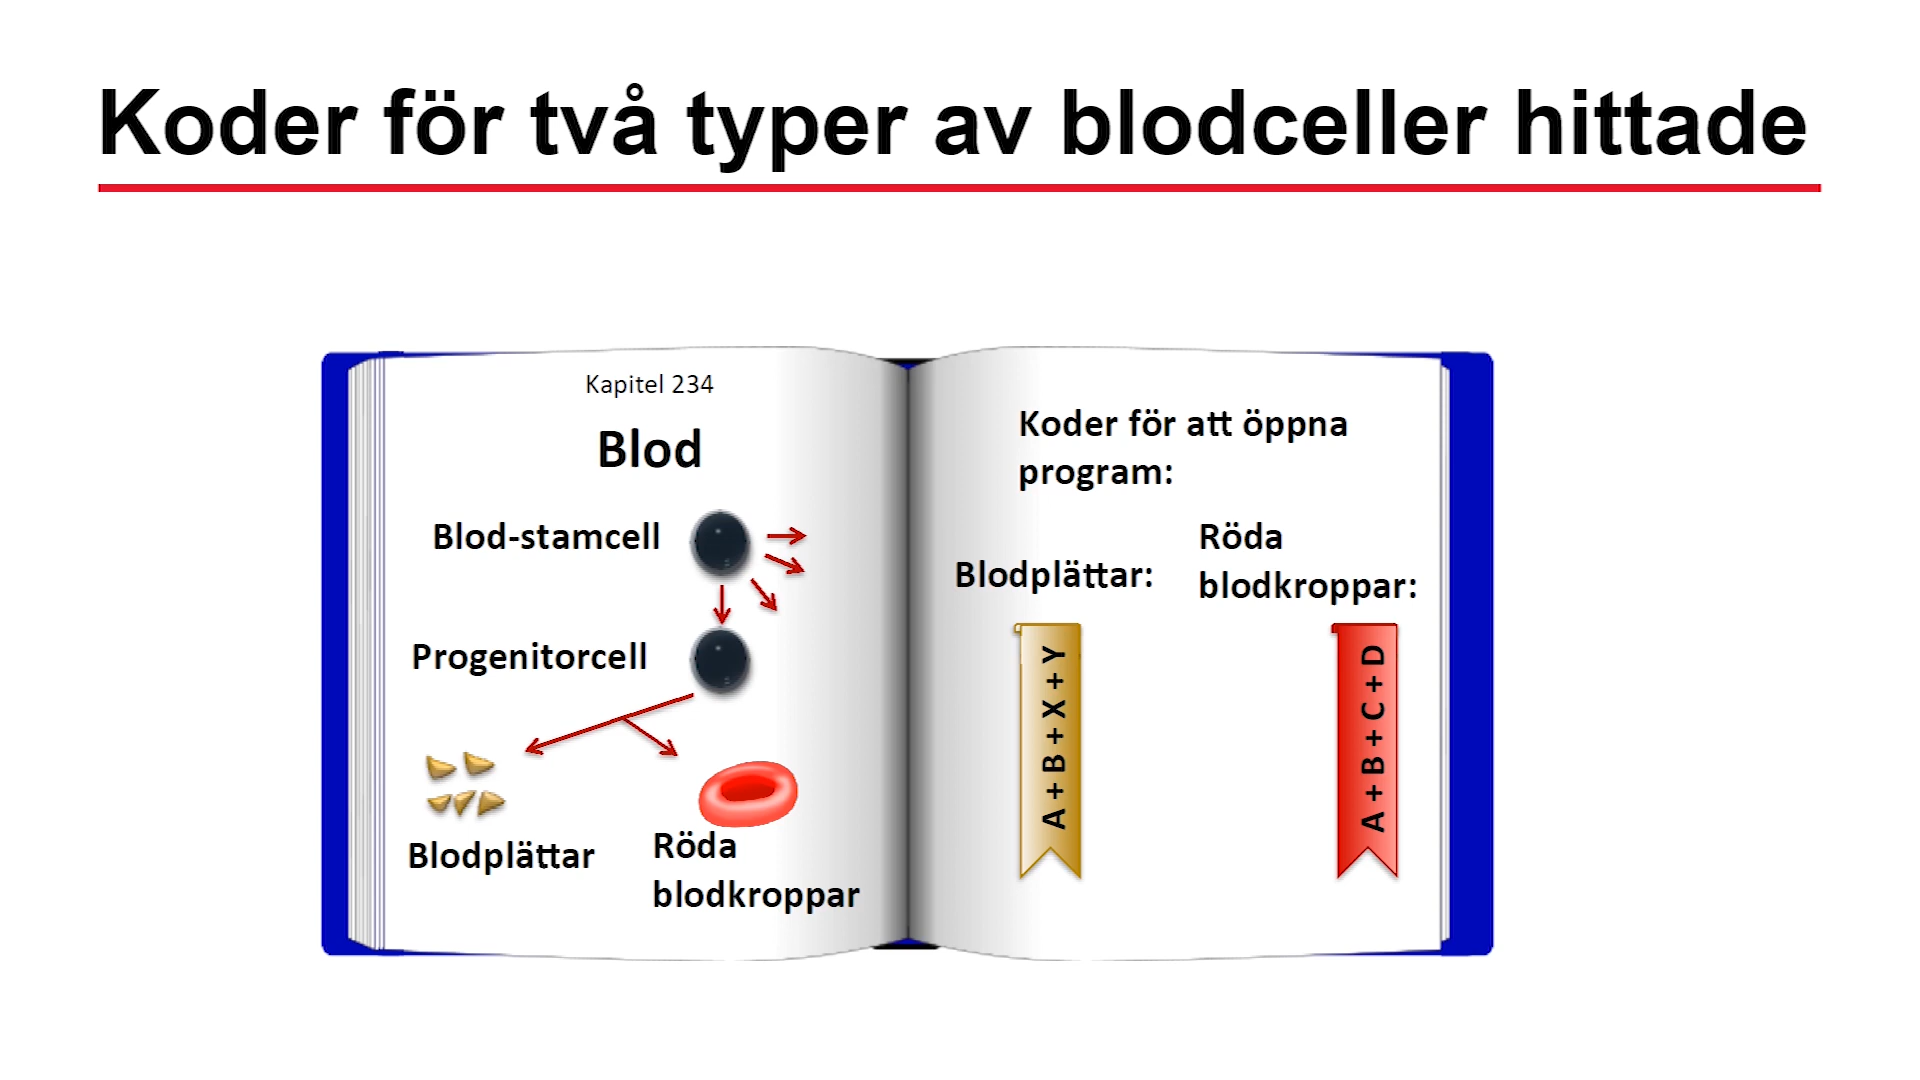 Koder för två typer av blodceller hittade
Kapitel 234
Blod
Blod-stamcell
Progenitorcell
Blodplättar
Röda
blodkroppar
Koder för att öppna
program:
Blodplättar:
Röda
blodkroppar:
A + B + X + Y
A + B + C + D